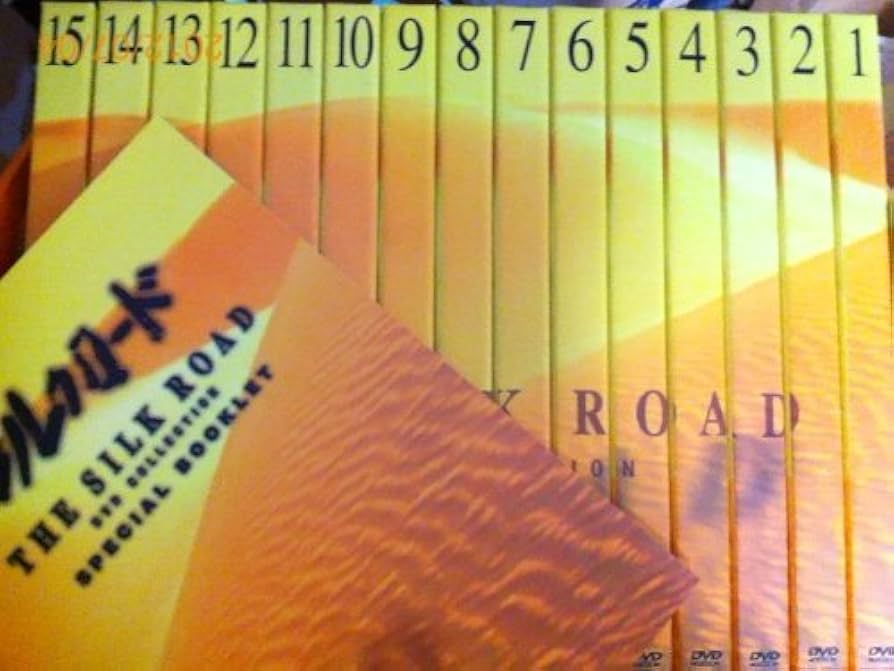 15 14 13 12 11 10 9 8 7 6 5 4 3 2 1
ROAD
ION
ルクロード
THE SILK ROAD
DVD COLLECTION
SPECIAL BOOKLET
DVD DVD DVD DVD DVD